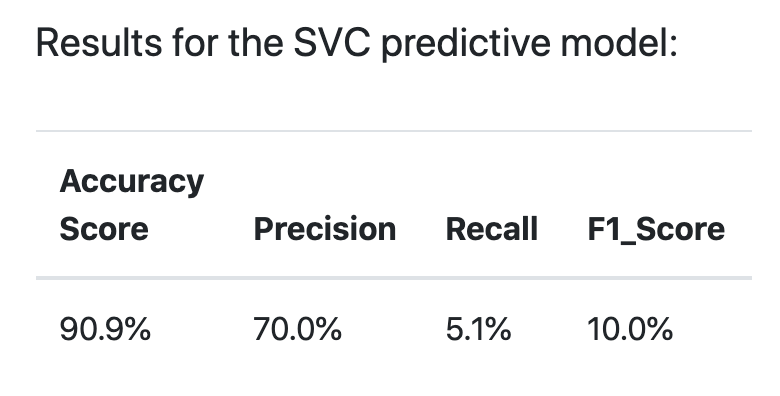 Results for the SVC predictive model:
Accuracy
Score Precision Recall F1_Score
90.9% 70.0% 5.1% 10.0%